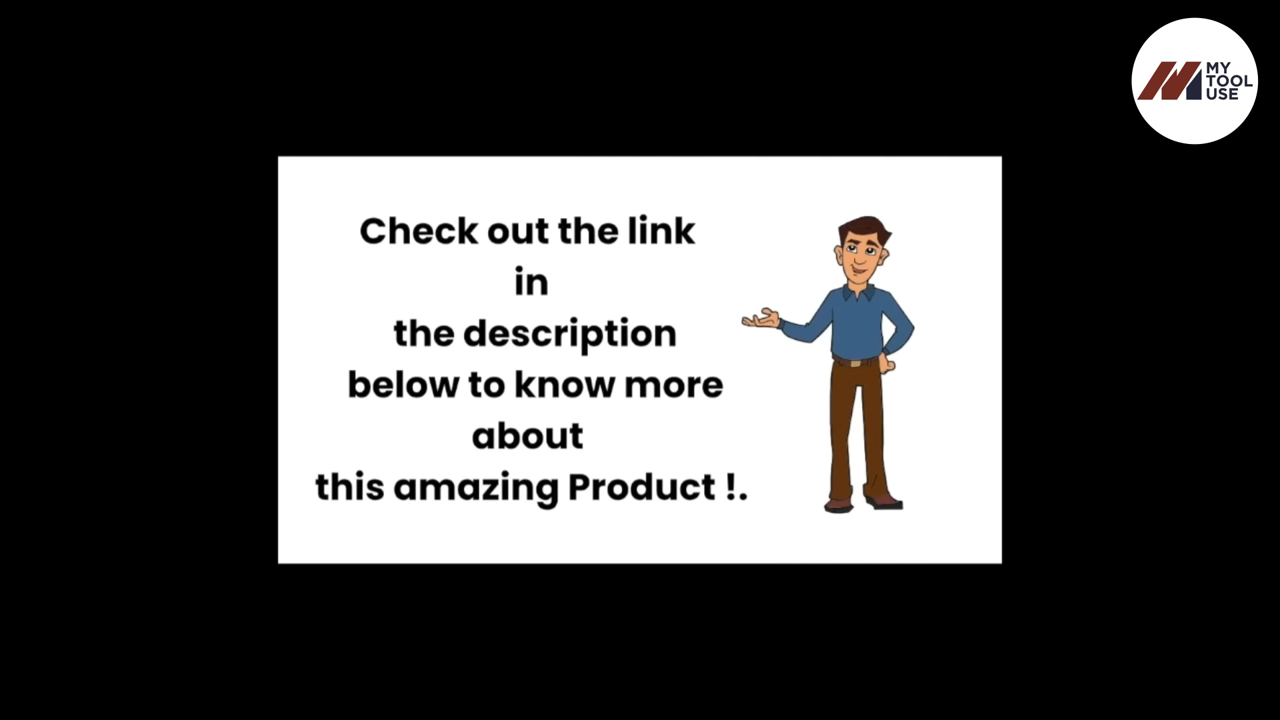 MY
TOOL
USE
Check out the link
in
the description
below to know more
about
this amazing Product !.